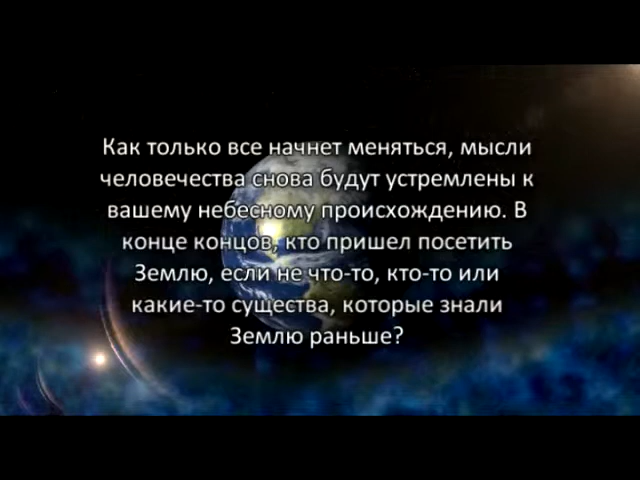 Как только все начнет меняться, мысли
человечества снова будут устремлены к
вашему небесному происхождению. В
конце концов, кто пришел посетить
Землю, если не что-то, кто-то или
какие-то существа, которые знали
Землю раньше?